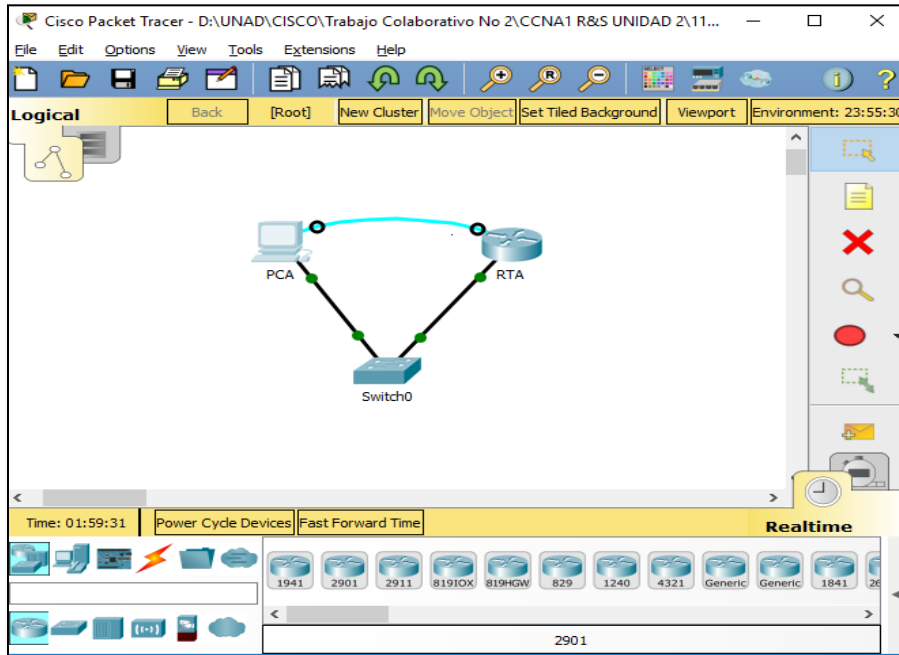 Cisco Packet Tracer - D:\UNAD\CISCO\Trabajo Colaborativo No 2\CCNA1 R&S UNIDAD 2\11...
File Edit Options View Tools Extensions Help
Logical Back [Root] New Cluster Move Object Set Tiled Background Viewport Environment: 23:55:30
PCA RTA
Switch0
Time: 01:59:31 Power Cycle Devices Fast Forward Time Realtime
1941 2901 2911 819IOX 819HGW 829 1240 4321 Generic Generic 1841 26
2901